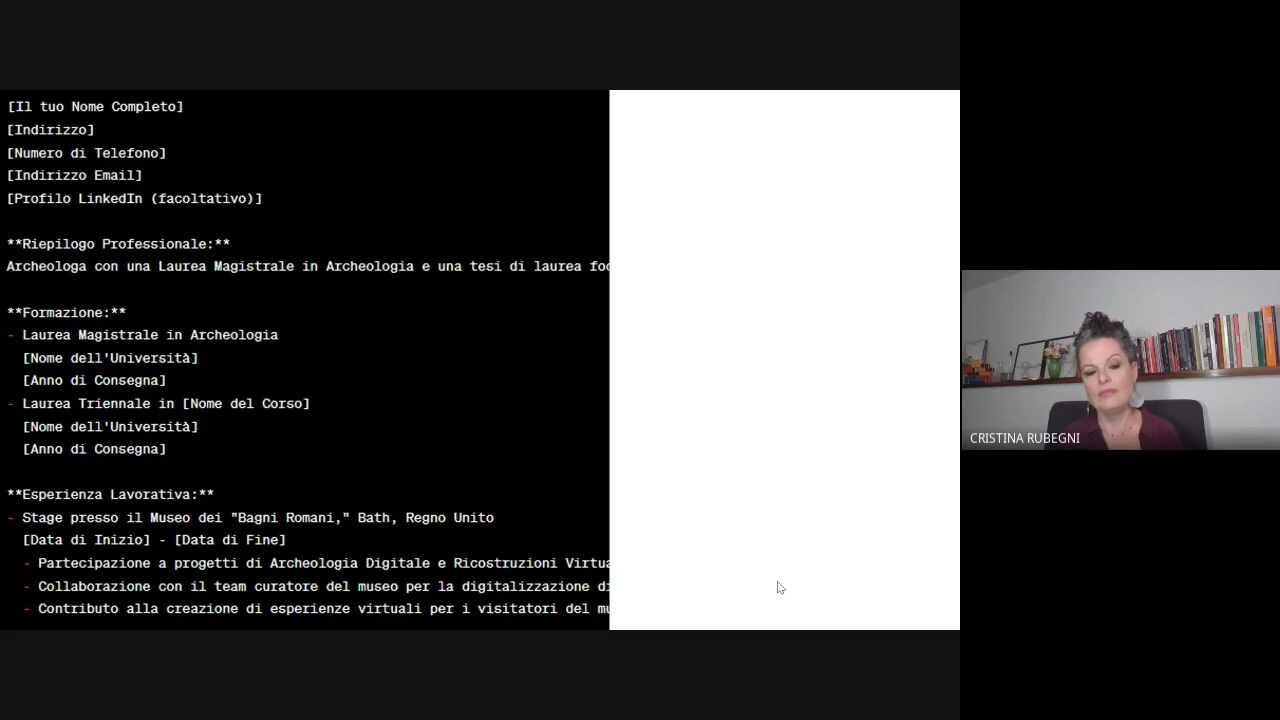 [Il tuo Nome Completo]
[Indirizzo]
[Numero di Telefono]
[Indirizzo Email]
[Profilo LinkedIn (facoltativo)]
**Riepilogo Professionale:**
Archeologa con una Laurea Magistrale in Archeologia e una tesi di laurea
**Formazione:**
- Laurea Magistrale in Archeologia
[Nome dell'Università]
[Anno di Consegna]
- Laurea Triennale in [Nome del Corso]
[Nome dell'Università]
[Anno di Consegna]
**Esperienza Lavorativa:**
- Stage presso il Museo dei "Bagni Romani," Bath, Regno Unito
[Data di Inizio] - [Data di Fine]
- Partecipazione a progetti di Archeologia Digitale e Ricostruzioni
- Collaborazione con il team curatore del museo per la digitalizzazione
- Contributo alla creazione di esperienze virtuali per i visitatori del
CRISTINA RUBEGNI